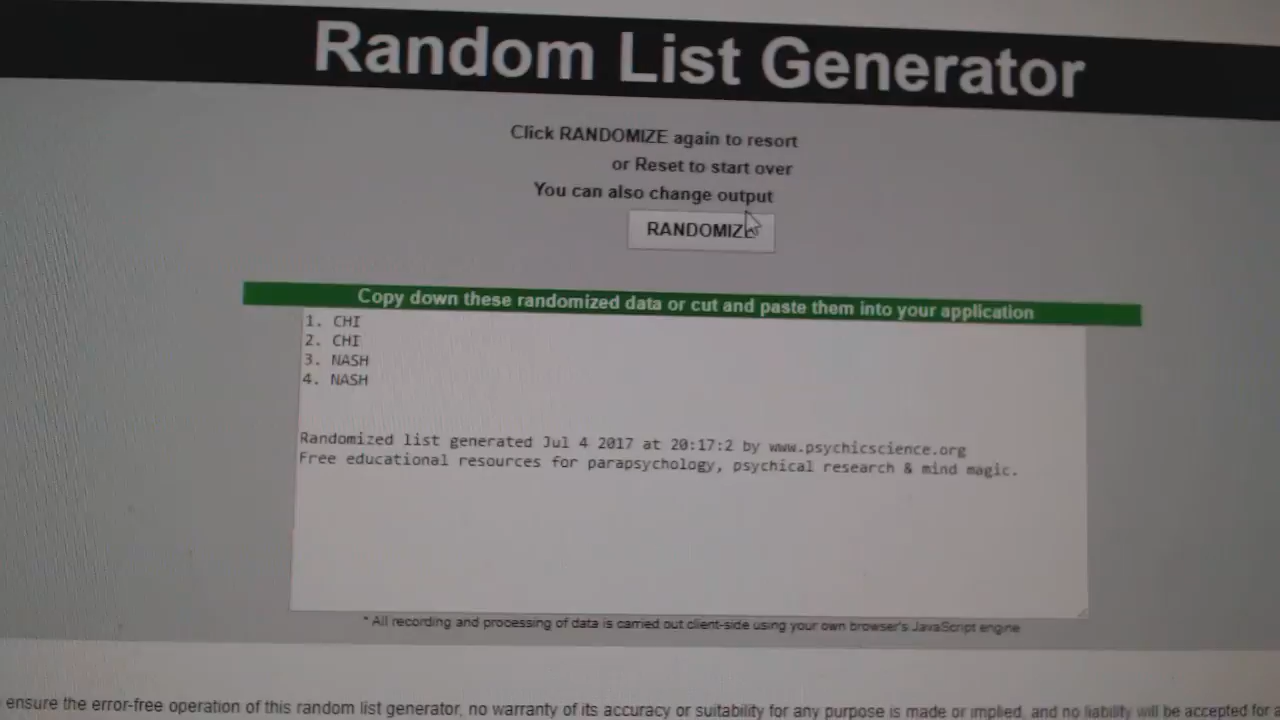 Random List Generator
Click RANDOMIZE again to resort
or Reset to start over
You can also change output
RANDOMIZE
Copy down these randomized data or cut and paste them into your application
1. CHI
2. CHI
3. NASH
4. NASH
Randomized list generated Jul 4 2017 at 20:17:2 by www.psychicscience.org
Free educational resources for parapsychology, psychical research & mind magic.
* All recording and processing of data is carried out client-side using your own browser's JavaScript engine
ensure the error-free operation of this random list generator, no warranty of its accuracy or suitability for any purpose is made or implied, and no liability will be accepted for